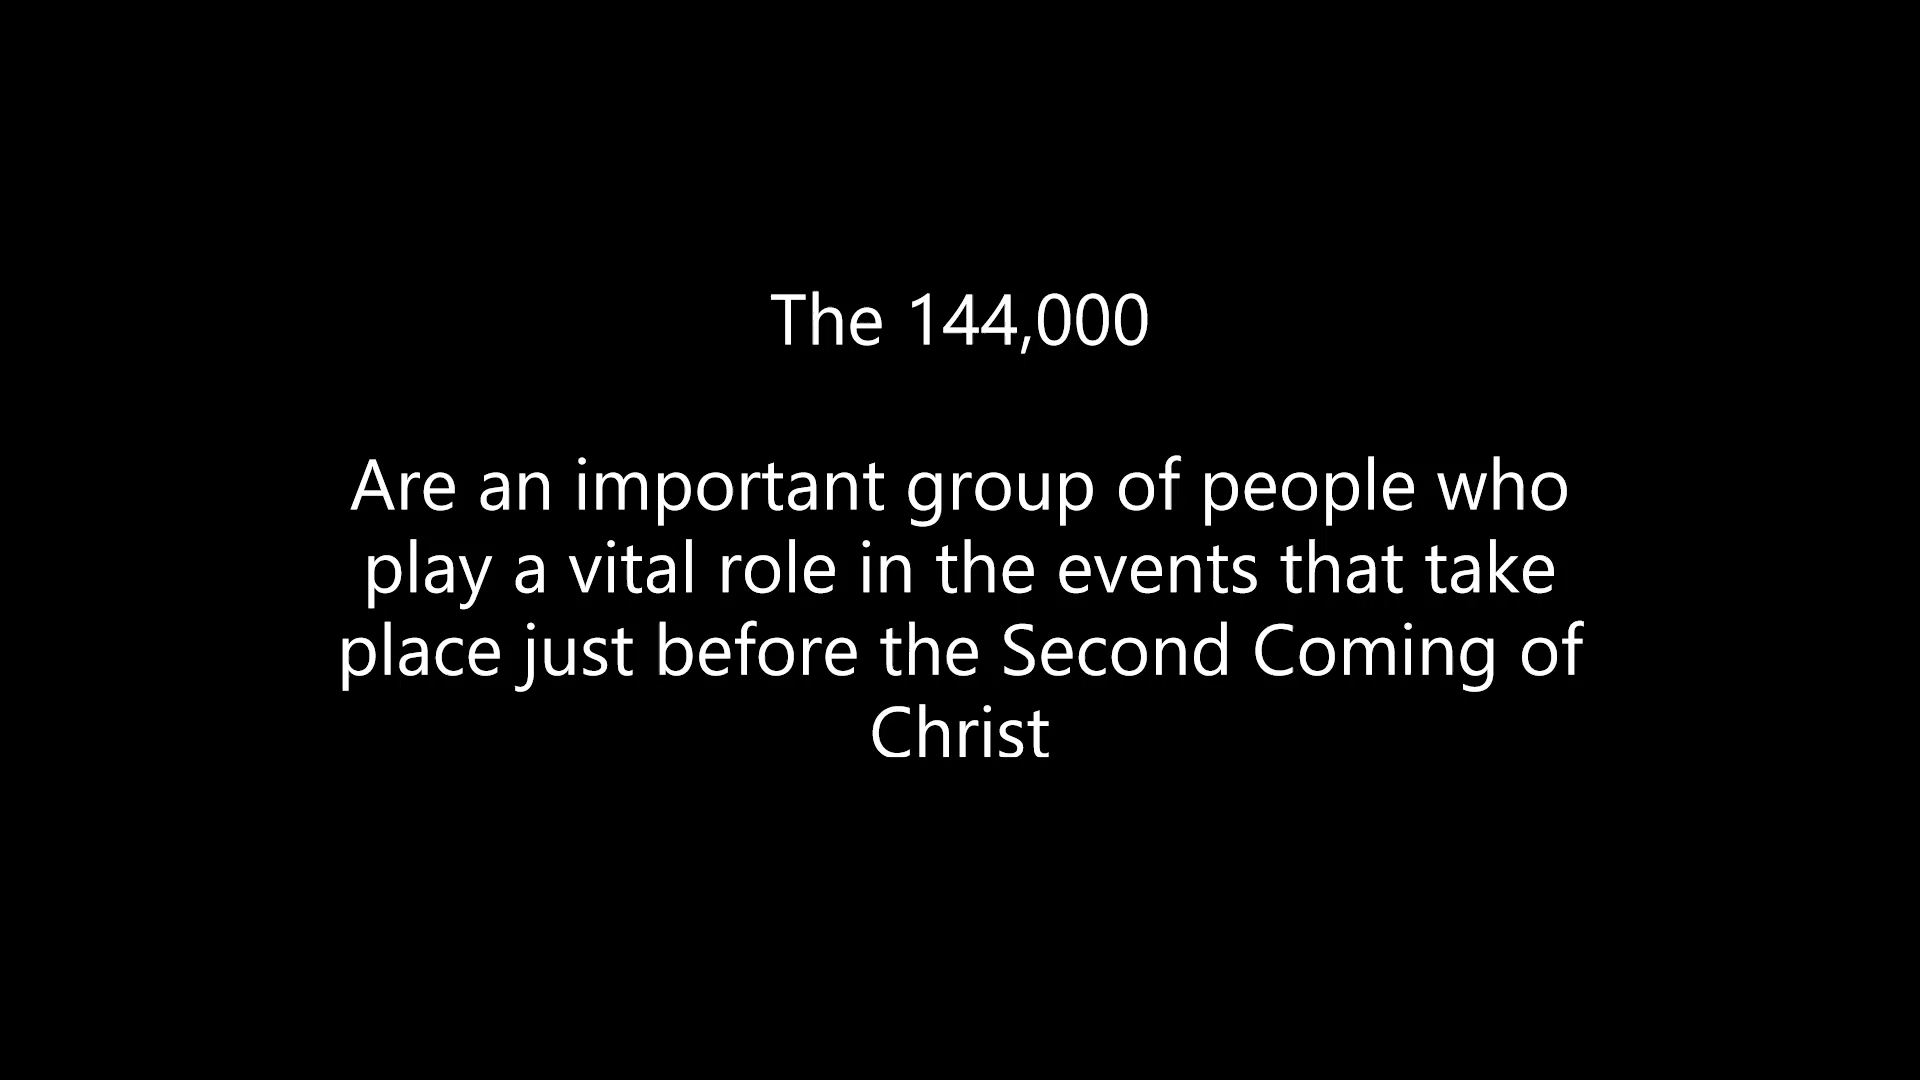 The 144,000
Are an important group of people who
play a vital role in the events that take
place just before the Second Coming of
Christ